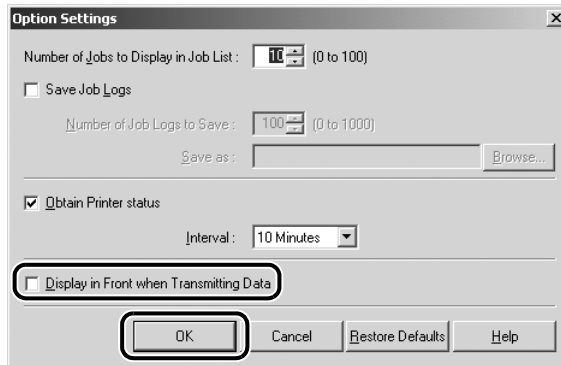 Option Settings
Number of Jobs to Display in Job List : 10 (0 to 100)
Save Job Logs
Number of Job Logs to Save : 100 (0 to 1000)
Save as : Browse...
Obtain Printer status
Interval : 10 Minutes
Display in Front when Transmitting Data
OK Cancel Restore Defaults Help